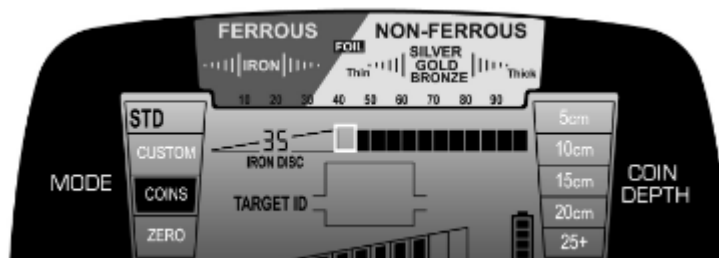 FERROUS NON-FERROUS
FOIL
IRON
Thin SILVER GOLD BRONZE Thick
10 20 30 40 50 60 70 80 90
STD
CUSTOM
COINS
ZERO
MODE
35
IRON DISC
TARGET ID
5cm
10cm
15cm
20cm
25+
COIN
DEPTH